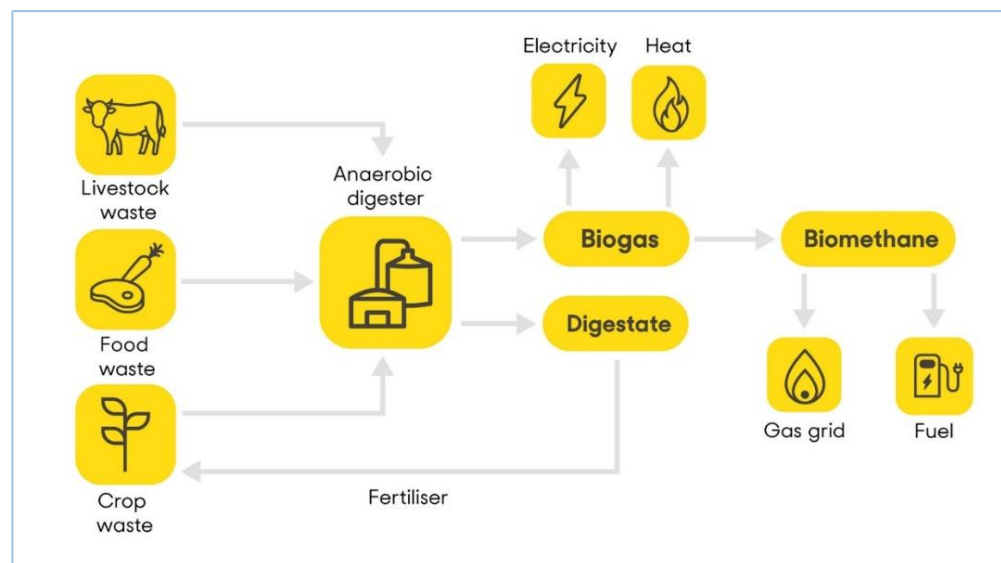 Electricity
Heat
Livestock
waste
Anaerobic
digester
Biogas
Biomethane
Food
waste
Digestate
Gas grid
Fuel
Crop
waste
Fertiliser